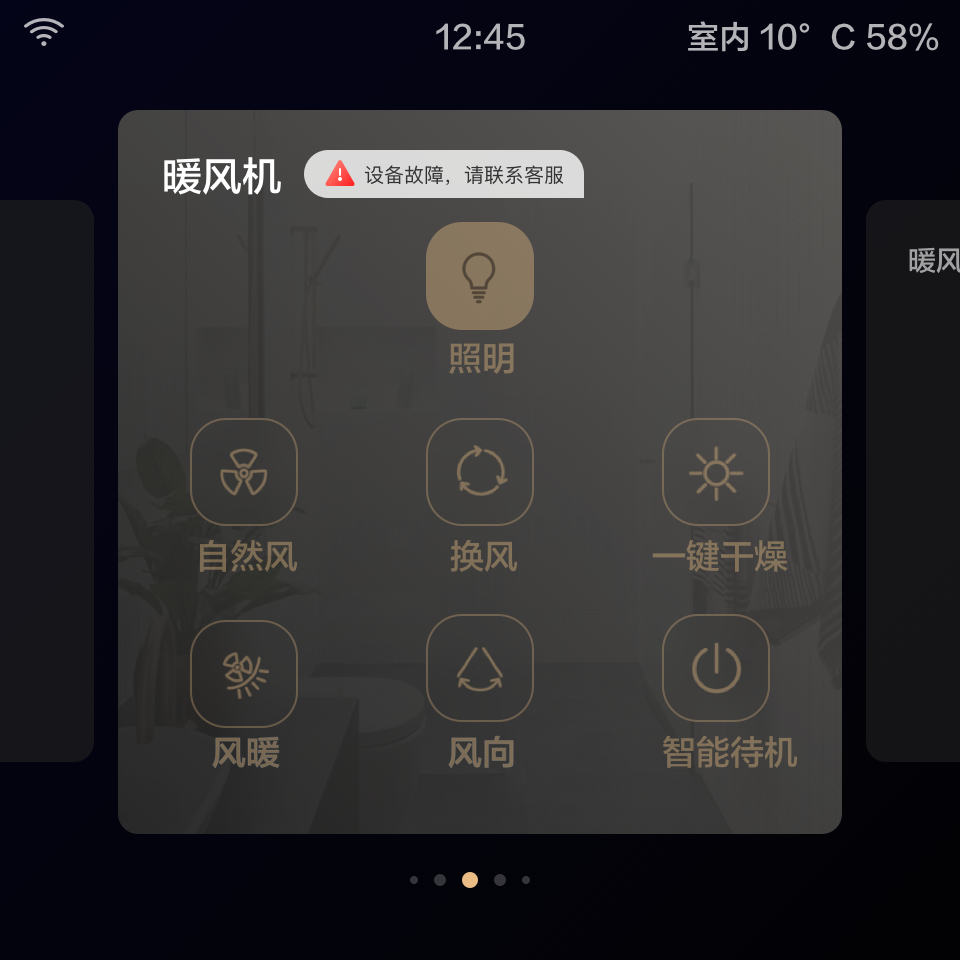 12:45
室内 10° C 58%
暖风机
设备故障，请联系客服
暖风
照明
自然风
换风
一键干燥
风暖
风向
智能待机